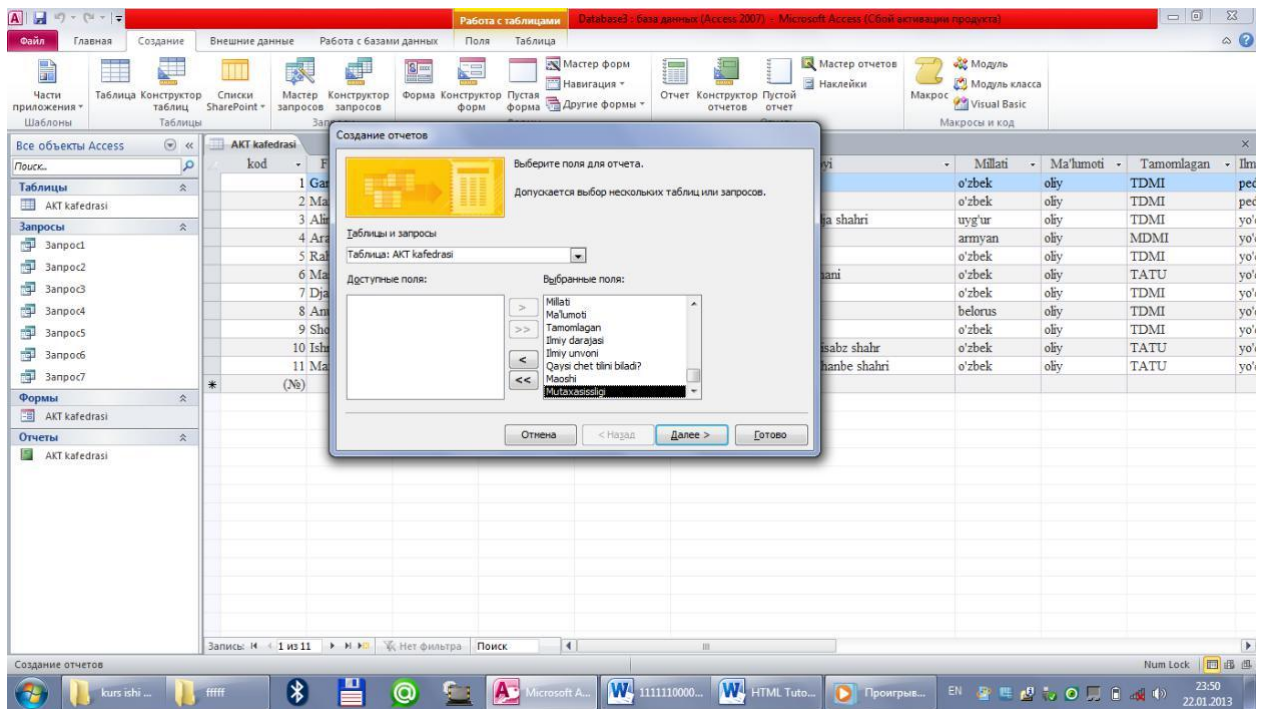 Работа с таблицами
Database3 : база данных (Access 2007) - Microsoft Access (Сбой активации продукта)
Файл Главная Создание Внешние данные Работа с базами данных Поля Таблица
Части приложения
Таблица
Конструктор таблиц
Списки SharePoint
Мастер запросов
Конструктор запросов
Форма
Конструктор форм
Пустая форма
Мастер форм
Навигация
Другие формы
Отчет
Конструктор отчетов
Пустой отчет
Мастер отчетов
Наклейки
Макрос
Модуль
Модуль класса
Visual Basic
Шаблоны Таблицы Макросы и код
Все объекты Access
Поиск...
Таблицы
AKT kafedrasi
Запросы
Запрос1
Запрос2
Запрос3
Запрос4
Запрос5
Запрос6
Запрос7
Формы
AKT kafedrasi
Отчеты
AKT kafedrasi
AKT kafedrasi
kod Millati Ma'lumoti Tamomlagan
1 o'zbek oliy TDMI
2 o'zbek oliy TDMI
3 shahri uyg'ur oliy TDMI
4 armyan oliy MDMI
5 o'zbek oliy TDMI
6 o'zbek oliy TATU
7 o'zbek oliy TDMI
8 belorus oliy TDMI
9 o'zbek oliy TDMI
10 shahr o'zbek oliy TATU
11 shahri o'zbek oliy TATU
(№)
Создание отчетов
Выберите поля для отчета.
Допускается выбор нескольких таблиц или запросов.
Таблицы и запросы
Таблица: AKT kafedrasi
Доступные поля: Выбранные поля:
Millati
Ma'lumoti
Tamomlagan
Ilmiy darajasi
Ilmiy unvoni
Qaysi chet tilini biladi?
Maoshi
Mutaxasissligi
>
>>
<
<<
Отмена < Назад Далее > Готово
Запись: 1 из 11 Нет фильтра Поиск
Создание отчетов Num Lock
kurs ishi ... fffff Microsoft A... 1111110000... HTML Tuto... Проигрыв... EN 23:50
22.01.2013